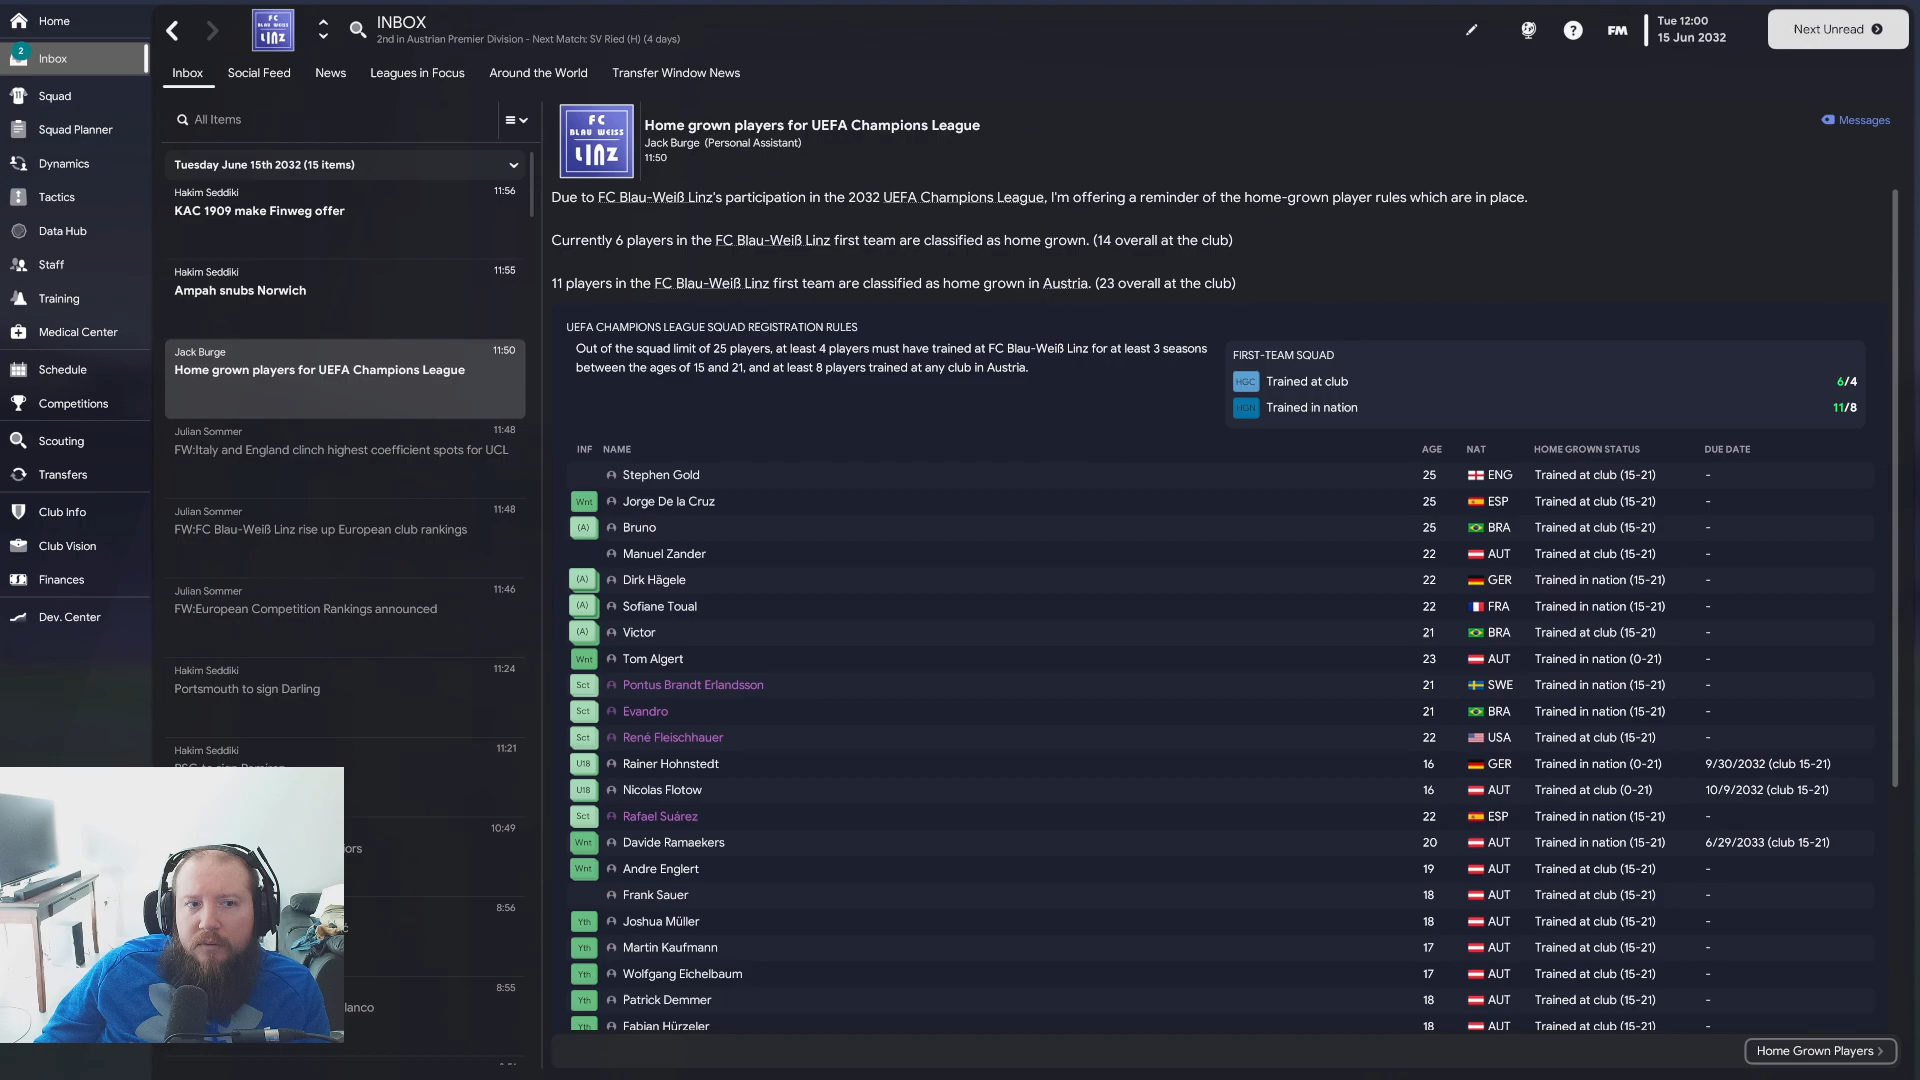 Home
2
Inbox
Squad
Squad Planner
Dynamics
Tactics
Data Hub
Staff
Training
Medical Center
Schedule
Competitions
Scouting
Transfers
Club Info
Club Vision
Finances
Dev. Center
FC
BLAU WEISS
LINZ
INBOX
2nd in Austrian Premier Division - Next Match: SV Ried (H) (4 days)
FM
Tue 12:00
15 Jun 2032
Next Unread
Inbox
Social Feed
News
Leagues in Focus
Around the World
Transfer Window News
All Items
Tuesday June 15th 2032 (15 items)
Hakim Seddiki 11:56
KAC 1909 make Finweg offer
Hakim Seddiki 11:55
Ampah snubs Norwich
Jack Burge 11:50
Home grown players for UEFA Champions League
Julian Sommer 11:48
FW:Italy and England clinch highest coefficient spots for UCL
Julian Sommer 11:48
FW:FC Blau-Weiß Linz rise up European club rankings
Julian Sommer 11:46
FW:European Competition Rankings announced
Hakim Seddiki 11:24
Portsmouth to sign Darling
Hakim Seddiki 11:21
10:49
iors
8:56
8:55
lanco
FC
BLAU WEISS
LINZ
Home grown players for UEFA Champions League
Jack Burge (Personal Assistant)
11:50
Messages
Due to FC Blau-Weiß Linz's participation in the 2032 UEFA Champions League, I'm offering a reminder of the home-grown player rules which are in place.
Currently 6 players in the FC Blau-Weiß Linz first team are classified as home grown. (14 overall at the club)
11 players in the FC Blau-Weiß Linz first team are classified as home grown in Austria. (23 overall at the club)
UEFA CHAMPIONS LEAGUE SQUAD REGISTRATION RULES
Out of the squad limit of 25 players, at least 4 players must have trained at FC Blau-Weiß Linz for at least 3 seasons
between the ages of 15 and 21, and at least 8 players trained at any club in Austria.
FIRST-TEAM SQUAD
HGC Trained at club 6/4
HGN Trained in nation 11/8
INF NAME AGE NAT HOME GROWN STATUS DUE DATE
Stephen Gold 25 ENG Trained at club (15-21) -
Wnt Jorge De la Cruz 25 ESP Trained at club (15-21) -
(A) Bruno 25 BRA Trained at club (15-21) -
Manuel Zander 22 AUT Trained at club (15-21) -
(A) Dirk Hägele 22 GER Trained in nation (15-21) -
(A) Sofiane Toual 22 FRA Trained in nation (15-21) -
(A) Victor 21 BRA Trained at club (15-21) -
Wnt Tom Algert 23 AUT Trained in nation (0-21) -
Sct Pontus Brandt Erlandsson 21 SWE Trained in nation (15-21) -
Sct Evandro 21 BRA Trained in nation (15-21) -
Sct René Fleischhauer 22 USA Trained at club (15-21) -
U18 Rainer Hohnstedt 16 GER Trained in nation (0-21) 9/30/2032 (club 15-21)
U18 Nicolas Flotow 16 AUT Trained at club (0-21) 10/9/2032 (club 15-21)
Sct Rafael Suárez 22 ESP Trained in nation (15-21) -
Wnt Davide Ramaekers 20 AUT Trained in nation (15-21) 6/29/2033 (club 15-21)
Wnt Andre Englert 19 AUT Trained at club (15-21) -
Frank Sauer 18 AUT Trained at club (15-21) -
Yth Joshua Müller 18 AUT Trained at club (15-21) -
Yth Martin Kaufmann 17 AUT Trained at club (15-21) -
Yth Wolfgang Eichelbaum 17 AUT Trained at club (15-21) -
Yth Patrick Demmer 18 AUT Trained at club (15-21) -
Yth Fabian Hürzeler 18 AUT Trained at club (15-21) -
Home Grown Players